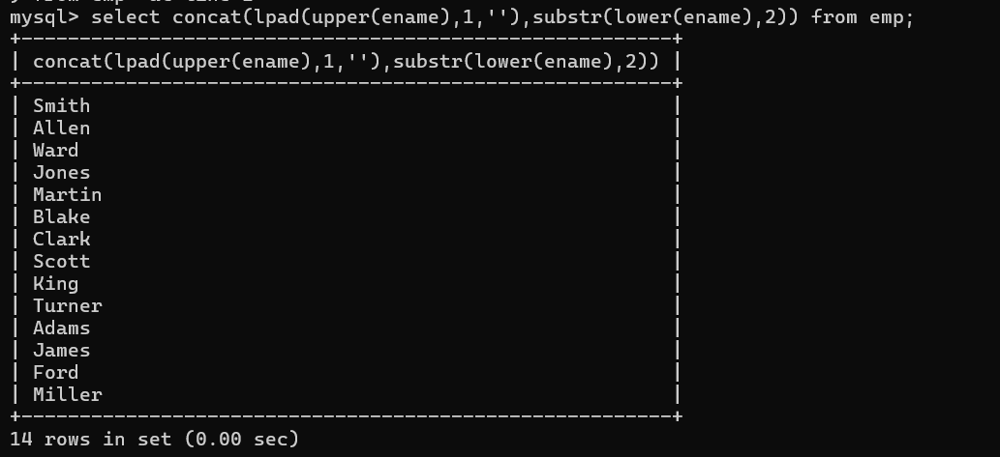 mysql> select concat(lpad(upper(ename),1,''),substr(lower(ename),2)) from emp;
+--------------------------------------------------------+
| concat(lpad(upper(ename),1,''),substr(lower(ename),2)) |
+--------------------------------------------------------+
| Smith                                                  |
| Allen                                                  |
| Ward                                                   |
| Jones                                                  |
| Martin                                                 |
| Blake                                                  |
| Clark                                                  |
| Scott                                                  |
| King                                                   |
| Turner                                                 |
| Adams                                                  |
| James                                                  |
| Ford                                                   |
| Miller                                                 |
+--------------------------------------------------------+
14 rows in set (0.00 sec)